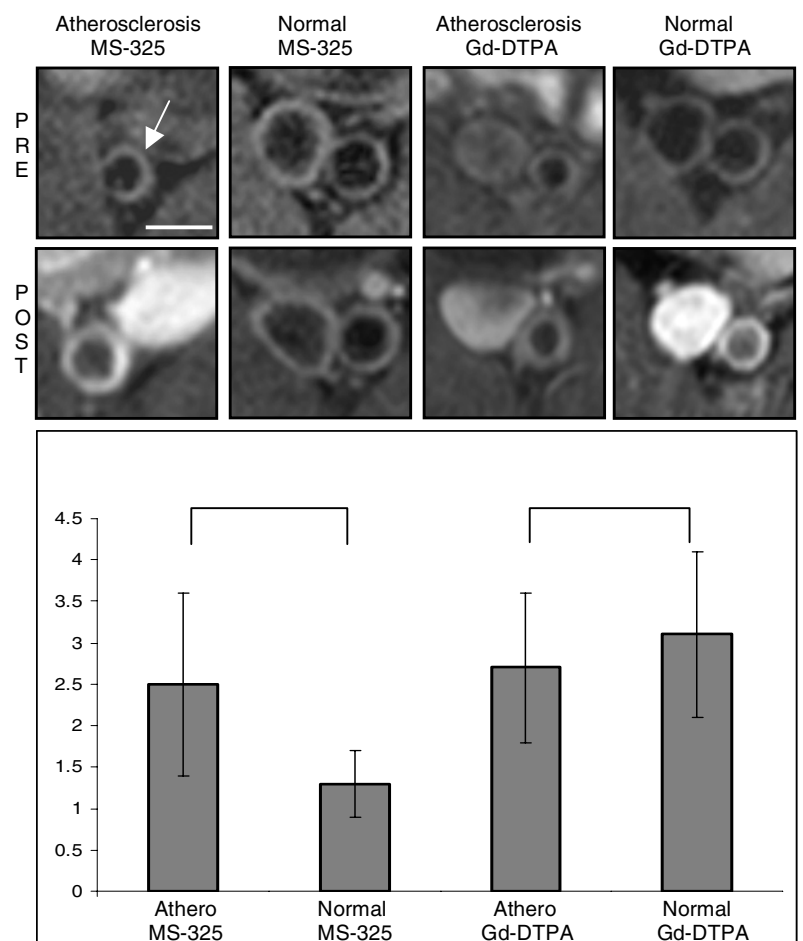 Atherosclerosis Normal Atherosclerosis Normal
MS-325 MS-325 Gd-DTPA Gd-DTPA
PRE
POST
4.5
4
3.5
3
2.5
2
1.5
1
0.5
0
Athero Normal Athero Normal
MS-325 MS-325 Gd-DTPA Gd-DTPA